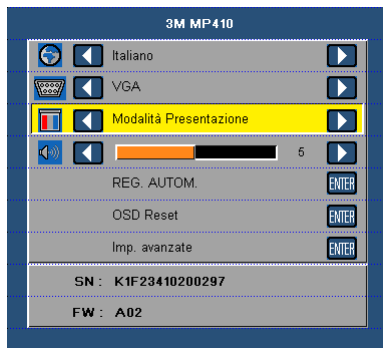 3M MP410
Italiano
VGA
Modalità Presentazione
5
REG. AUTOM. ENTER
OSD Reset ENTER
Imp. avanzate ENTER
SN : K1F23410200297
FW : A02